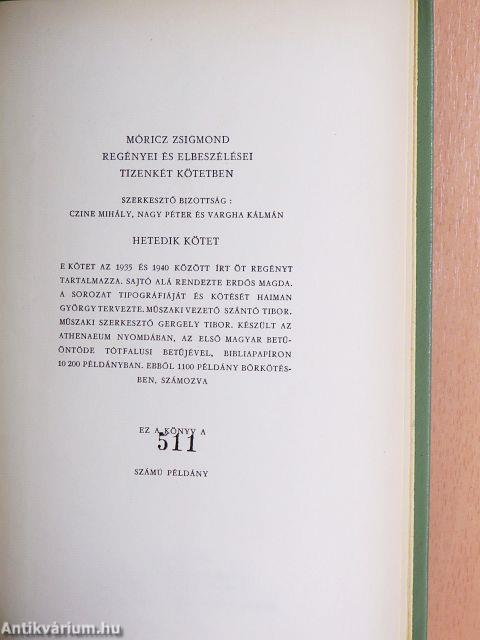 MÓRICZ ZSIGMOND
REGÉNYEI ÉS ELBESZÉLÉSEI
TIZENKÉT KÖTETBEN
SZERKESZTŐ BIZOTTSÁG:
CZINE MIHÁLY, NAGY PÉTER ÉS VARGHA KÁLMÁN
HETEDIK KÖTET
E KÖTET AZ 1935 ÉS 1940 KÖZÖTT ÍRT ÖT REGÉNYT
TARTALMAZZA. SAJTÓ ALÁ RENDEZTE ERDŐS MAGDA.
A SOROZAT TIPOGRÁFIÁJÁT ÉS KÖTÉSÉT HAIMAN
GYÖRGY TERVEZTE. MŰSZAKI VEZETŐ SZÁNTÓ TIBOR.
MŰSZAKI SZERKESZTŐ GERGELY TIBOR. KÉSZÜLT AZ
ATHENAEUM NYOMDÁBAN, AZ ELSŐ MAGYAR BETŰ-
ÖNTÖDE TÓTFALUSI BETŰJÉVEL, BIBLIAPAPÍRON
10 200 PÉLDÁNYBAN. EBBŐL 1100 PÉLDÁNY BŐRKÖTÉS-
BEN, SZÁMOZVA
EZ A KÖNYV A
511
SZÁMÚ PÉLDÁNY
Antikvárium.hu